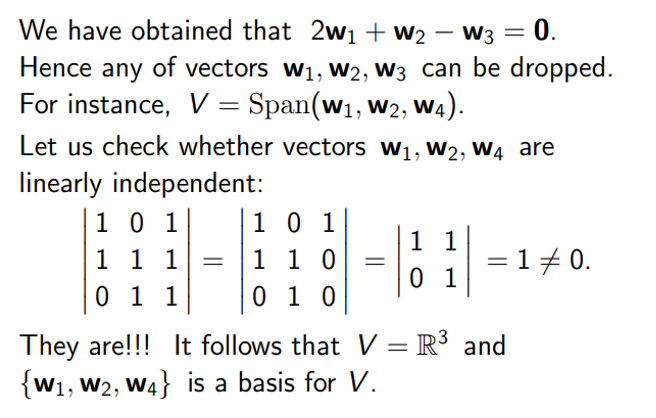 We have obtained that 2w₁ + w₂ − w₃ = 0.
Hence any of vectors w₁, w₂, w₃ can be dropped.
For instance, V = Span(w₁, w₂, w₄).
Let us check whether vectors w₁, w₂, w₄ are
linearly independent:
|1 0 1| |1 0 1|
|1 1 1| = |1 1 0| = |1 1; 0 1| = 1 ≠ 0.
|0 1 1| |0 1 0|
They are!!! It follows that V = ℝ³ and
{w₁, w₂, w₄} is a basis for V.